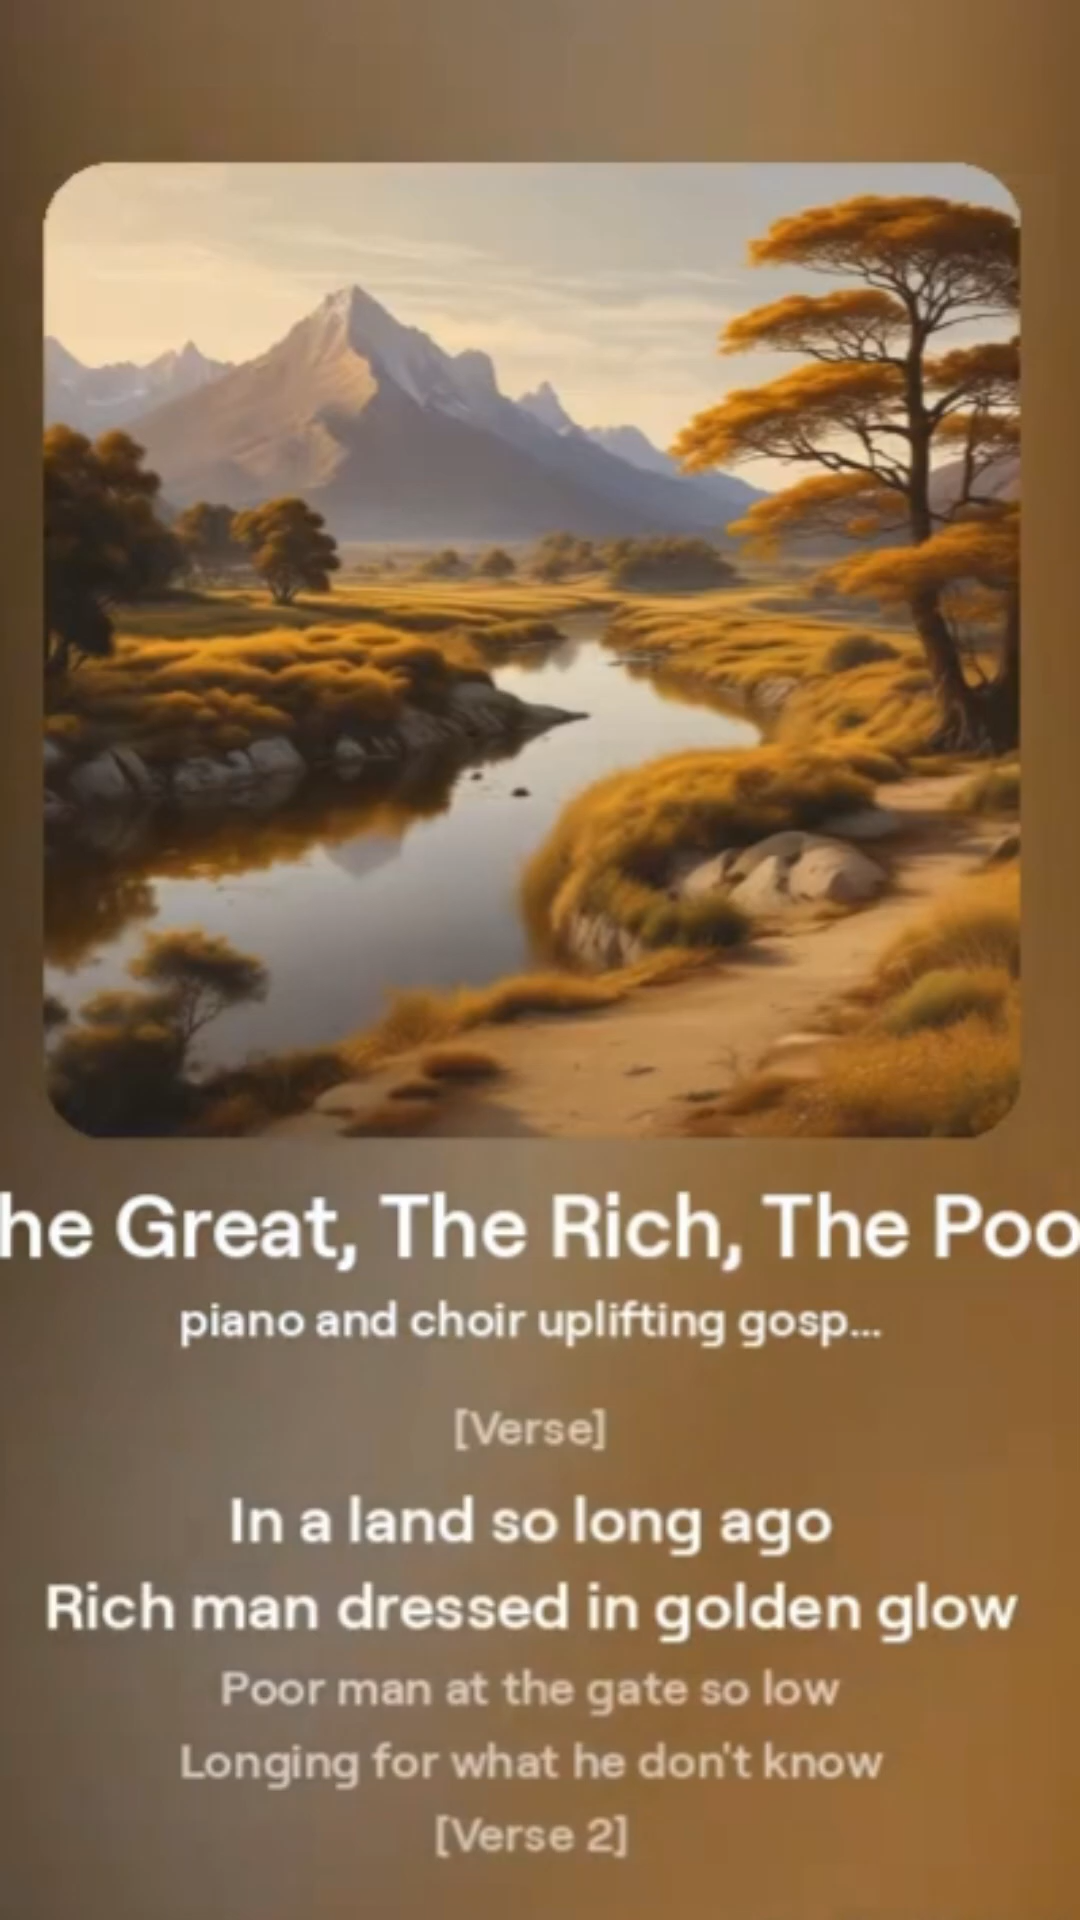 he Great, The Rich, The Poo
piano and choir uplifting gosp...
[Verse]
In a land so long ago
Rich man dressed in golden glow
Poor man at the gate so low
Longing for what he don't know
[Verse 2]